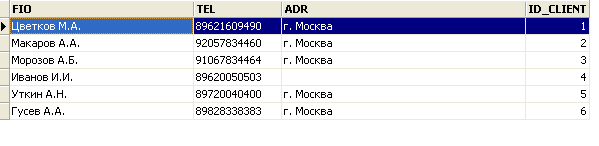 FIO TEL ADR ID_CLIENT
Цветков М.А. 89621609490 г. Москва 1
Макаров А.А. 92057834460 г. Москва 2
Морозов А.Б. 91067834464 г. Москва 3
Иванов И.И. 89620050503 4
Уткин А.Н. 89720040400 г. Москва 5
Гусев А.А. 89828338383 г. Москва 6